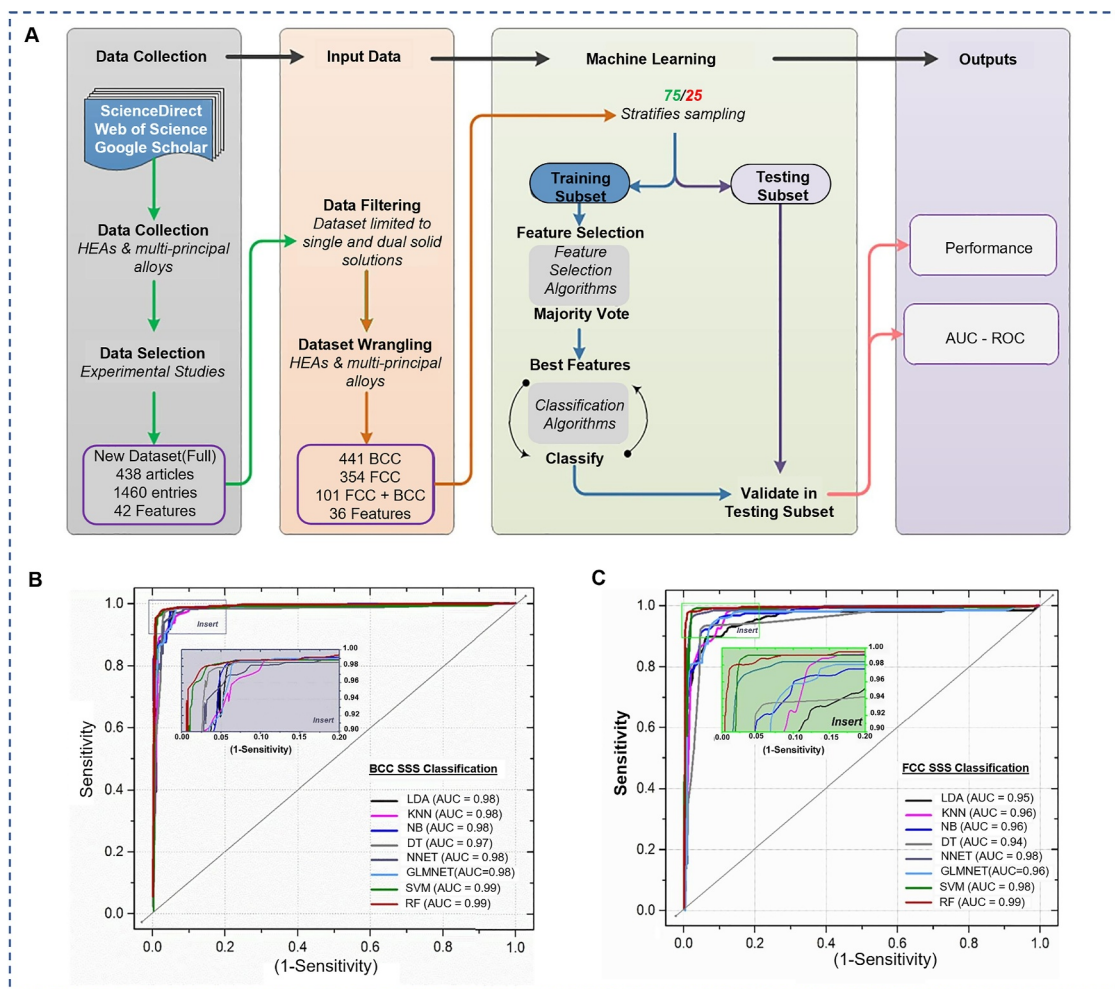 A
Data Collection
Input Data
Machine Learning
Outputs
ScienceDirect
Web of Science
Google Scholar
Data Collection
HEAs & multi-principal
alloys
Data Selection
Experimental Studies
New Dataset(Full)
438 articles
1460 entries
42 Features
Data Filtering
Dataset limited to
single and dual solid
solutions
Dataset Wrangling
HEAs & multi-principal
alloys
441 BCC
354 FCC
101 FCC + BCC
36 Features
75/25
Stratifies sampling
Training
Subset
Testing
Subset
Feature Selection
Feature
Selection
Algorithms
Majority Vote
Best Features
Classification
Algorithms
Classify
Validate in
Testing Subset
Performance
AUC - ROC
B
1.0
0.8
0.6
0.4
0.2
0.0
Sensitivity
Insert
1.00
0.98
0.96
0.94
0.92
0.90
Insert
0.00 0.05 0.10 0.15 0.20
(1-Sensitivity)
BCC SSS Classification
LDA (AUC = 0.98)
KNN (AUC = 0.98)
NB (AUC = 0.98)
DT (AUC = 0.97)
NNET (AUC = 0.98)
GLMNET(AUC=0.98)
SVM (AUC = 0.99)
RF (AUC = 0.99)
0.0 0.2 0.4 0.6 0.8 1.0
(1-Sensitivity)
C
1.0
0.8
0.6
0.4
0.2
0.0
Sensitivity
Insert
1.00
0.98
0.96
0.94
0.92
0.90
Insert
0.00 0.05 0.10 0.15 0.20
(1-Sensitivity)
FCC SSS Classification
LDA (AUC = 0.95)
KNN (AUC = 0.96)
NB (AUC = 0.96)
DT (AUC = 0.94)
NNET (AUC = 0.98)
GLMNET(AUC=0.96)
SVM (AUC = 0.98)
RF (AUC = 0.99)
0.0 0.2 0.4 0.6 0.8 1.0
(1-Sensitivity)